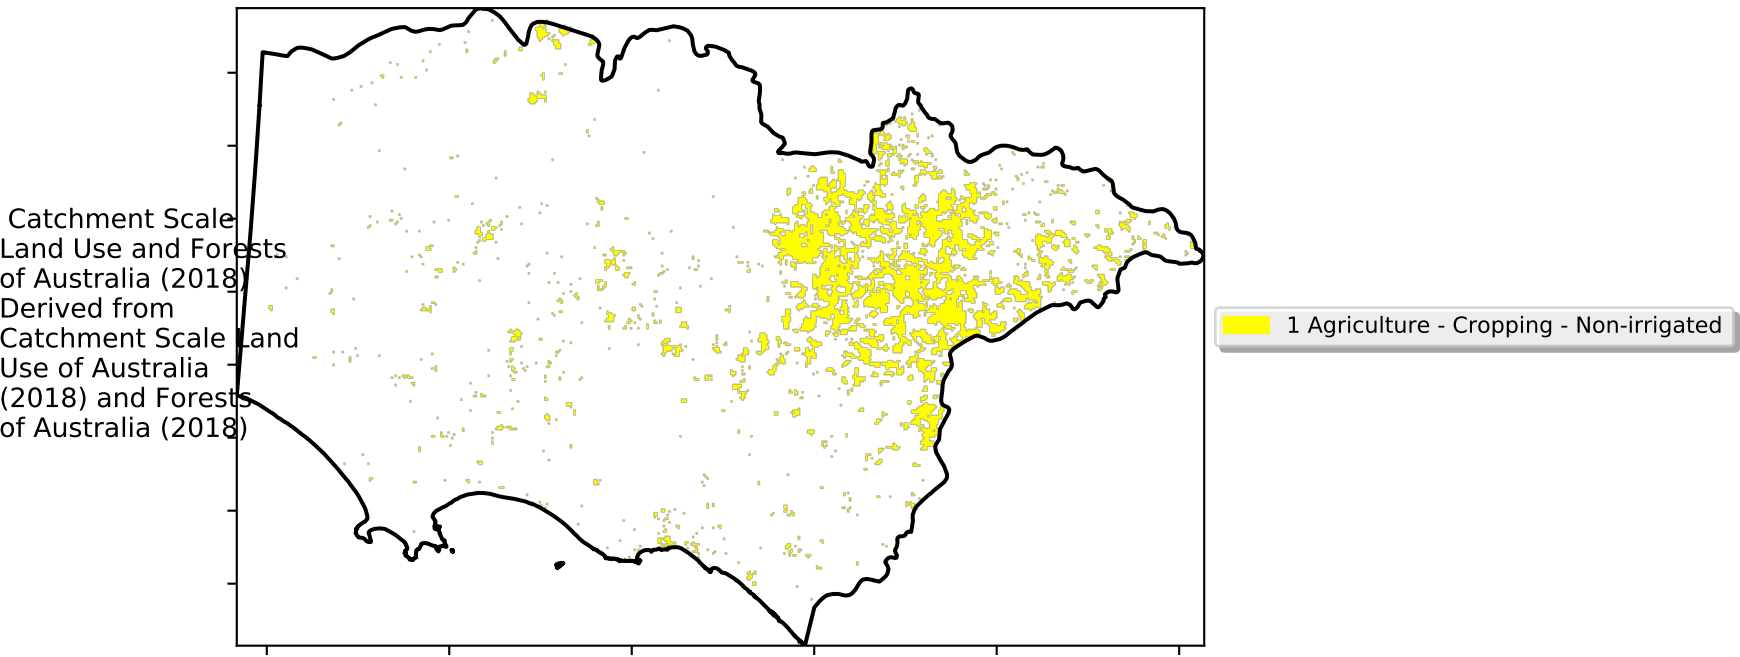 Catchment Scale
Land Use and Forests
of Australia (2018)
Derived from
Catchment Scale Land
Use of Australia
(2018) and Forests
of Australia (2018)
1 Agriculture - Cropping - Non-irrigated